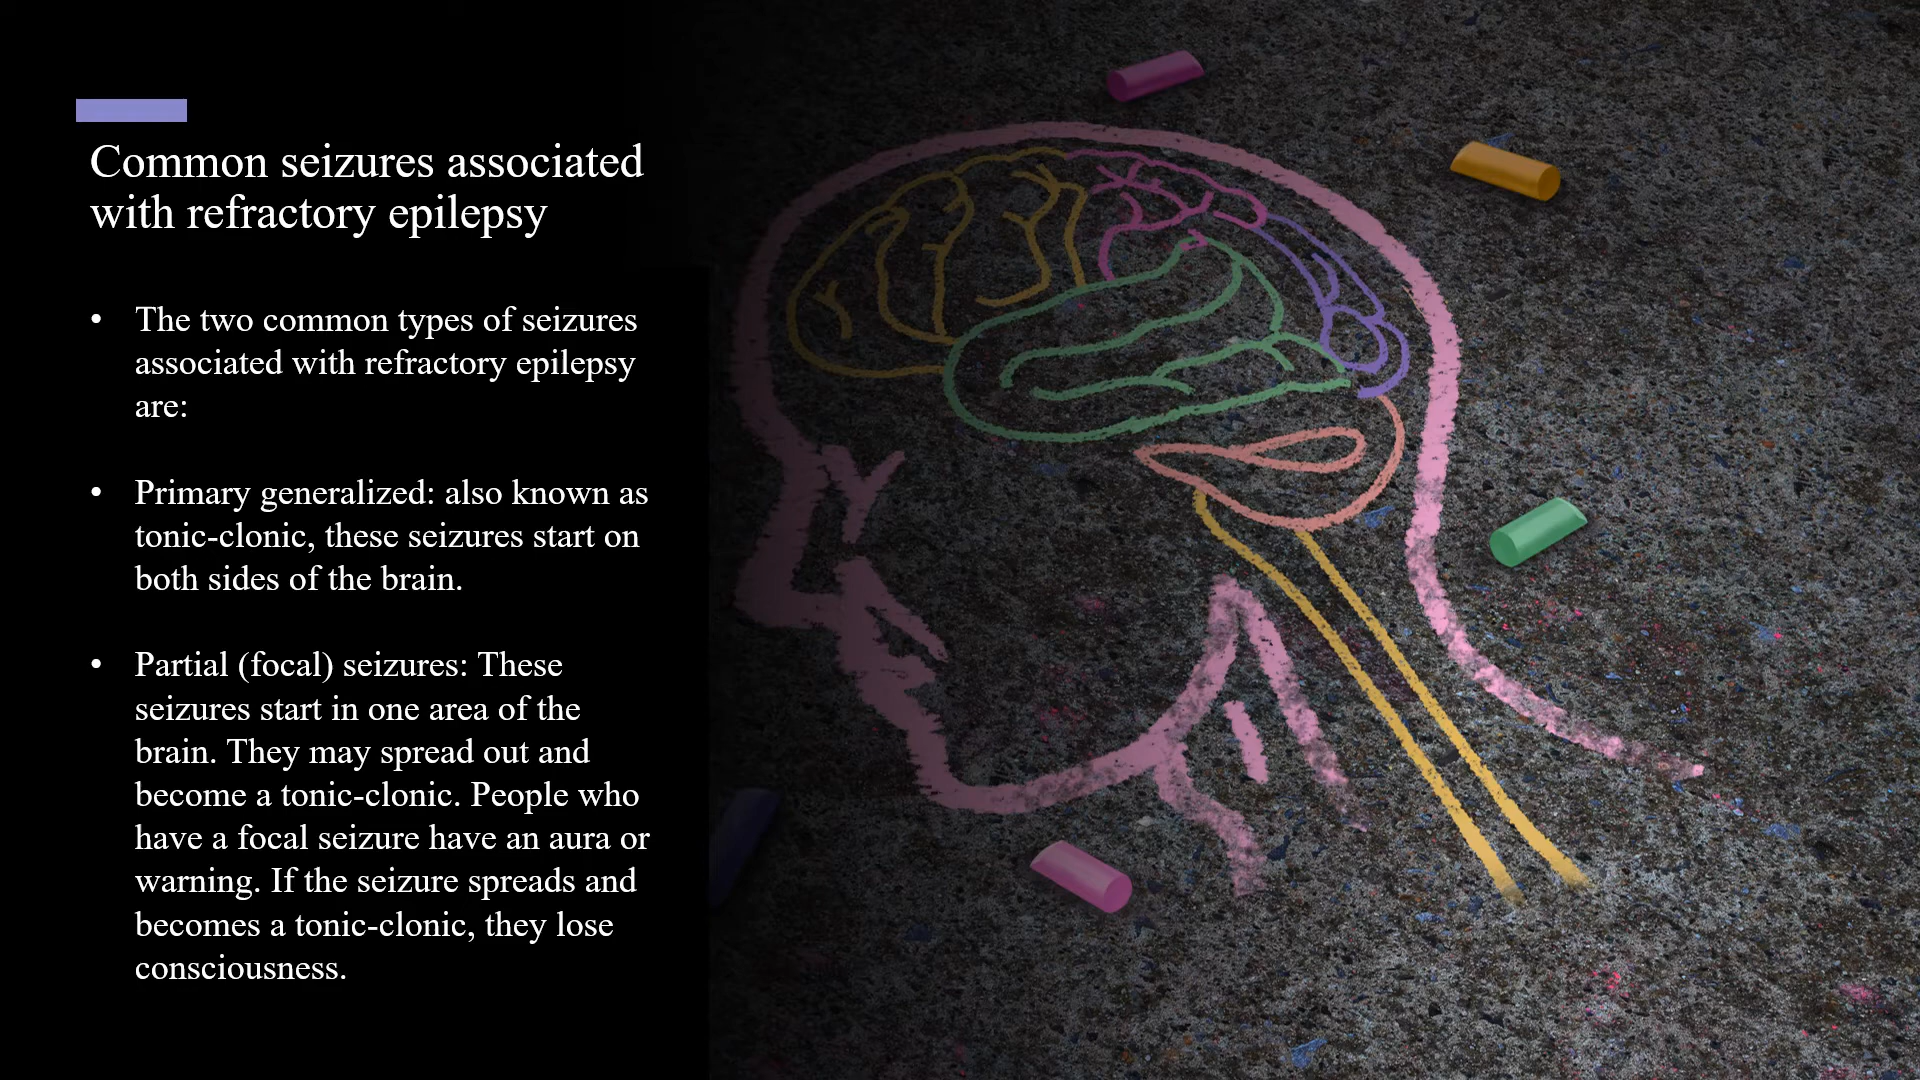 Common seizures associated
with refractory epilepsy
• The two common types of seizures
associated with refractory epilepsy
are:
• Primary generalized: also known as
tonic-clonic, these seizures start on
both sides of the brain.
• Partial (focal) seizures: These
seizures start in one area of the
brain. They may spread out and
become a tonic-clonic. People who
have a focal seizure have an aura or
warning. If the seizure spreads and
becomes a tonic-clonic, they lose
consciousness.